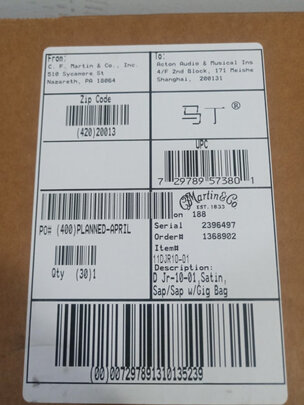 From:
C. F. Martin & Co., Inc.
510 Sycamore St
Nazareth, PA 18064
To:
Acton Audio & Musical Ins
4/F 2nd Block, 171 Meishe
Shanghai, 200131
Zip Code
(420)20013
马丁®
UPC
7 29789 57380 1
Martin & Co
EST. 1833
on 188
PO# (400)PLANNED-APRIL
Serial 2396497
Order# 1368902
Item#
11DJR10-01
Qty (30)1
Description:
D Jr-10-01,Satin,
Sap/Sap w/Gig Bag
(00)00729789131013 5239